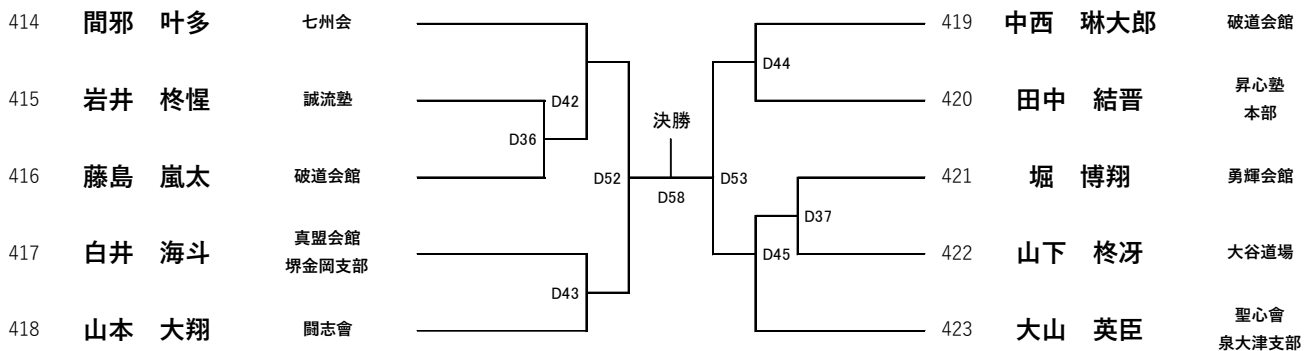 414 間邪 叶多 七州会
415 岩井 柊惺 誠流塾
416 藤島 嵐太 破道会館
417 白井 海斗 真盟会館
堺金岡支部
418 山本 大翔 闘志會
D42
D36
D52
D43
決勝
D58
D53
D44
D37
D45
419 中西 琳大郎 破道会館
420 田中 結晋 昇心塾
本部
421 堀 博翔 勇輝会館
422 山下 柊冴 大谷道場
423 大山 英臣 聖心會
泉大津支部